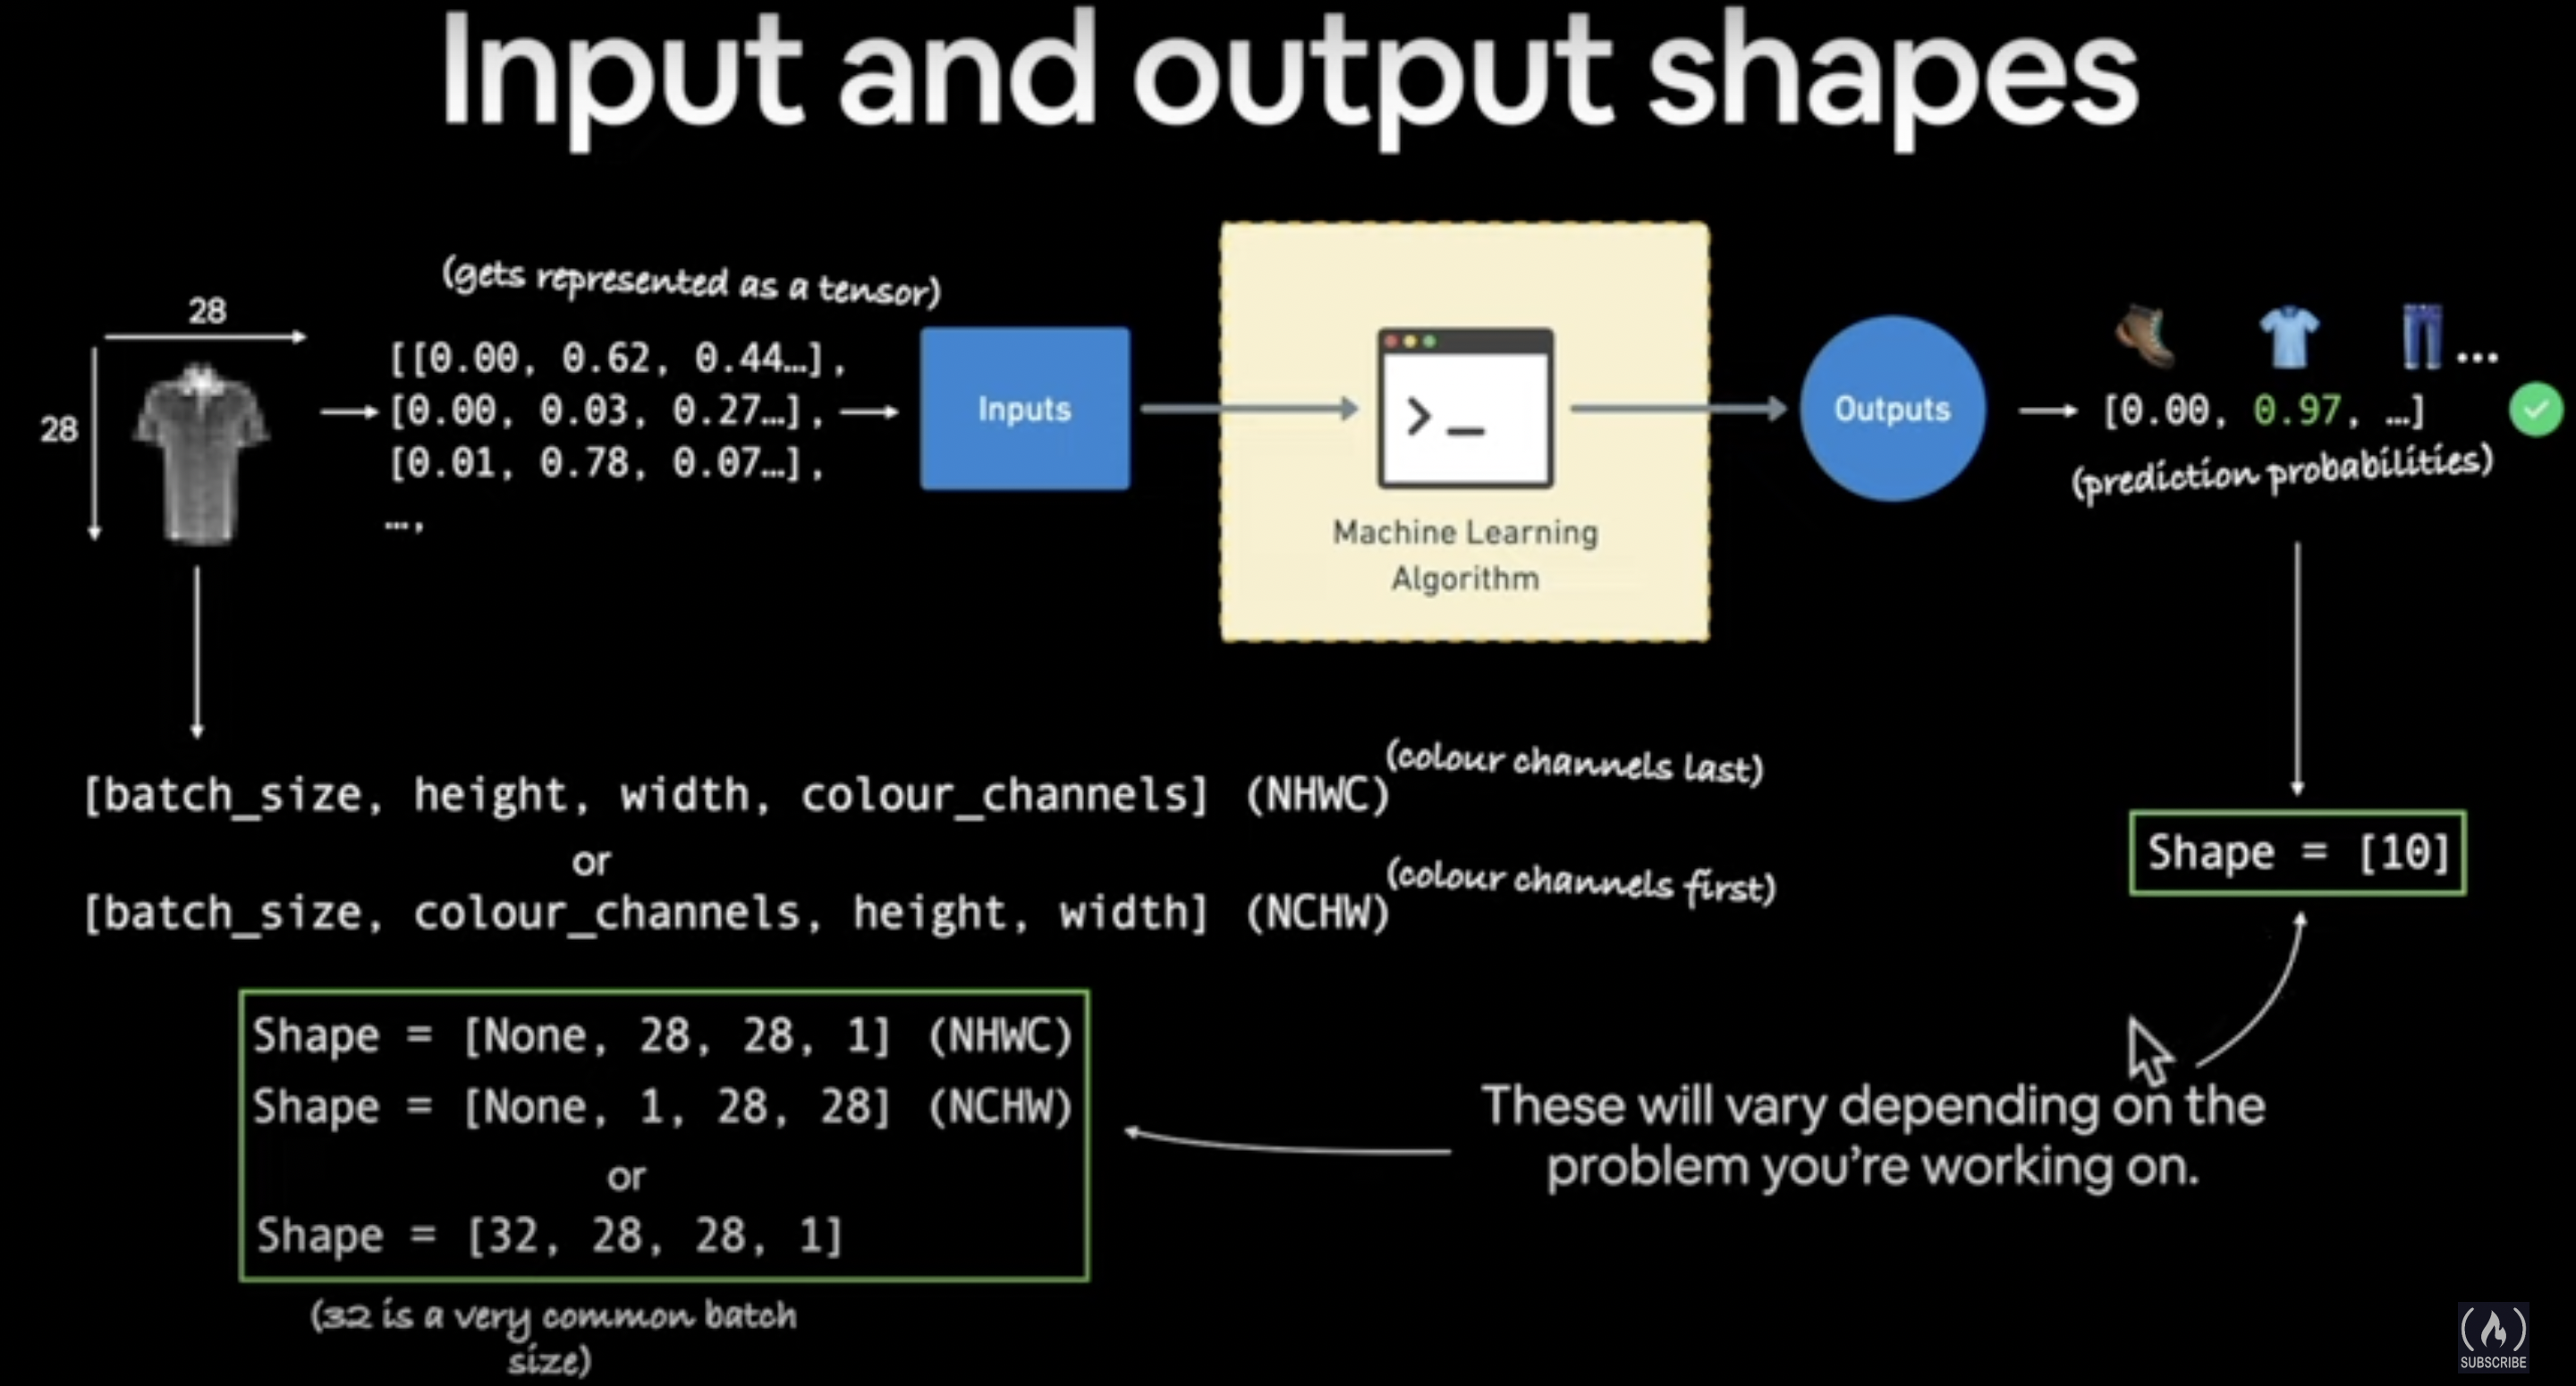 Input and output shapes
(gets represented as a tensor)
28
28
[[0.00, 0.62, 0.44…],
[0.00, 0.03, 0.27…],
[0.01, 0.78, 0.07…],
…,
Inputs
Machine Learning
Algorithm
Outputs
...
[0.00, 0.97, …]
(prediction probabilities)
[batch_size, height, width, colour_channels] (NHWC)
(colour channels last)
or
[batch_size, colour_channels, height, width] (NCHW)
(colour channels first)
Shape = [10]
Shape = [None, 28, 28, 1] (NHWC)
Shape = [None, 1, 28, 28] (NCHW)
or
Shape = [32, 28, 28, 1]
(32 is a very common batch
size)
These will vary depending on the
problem you’re working on.
SUBSCRIBE